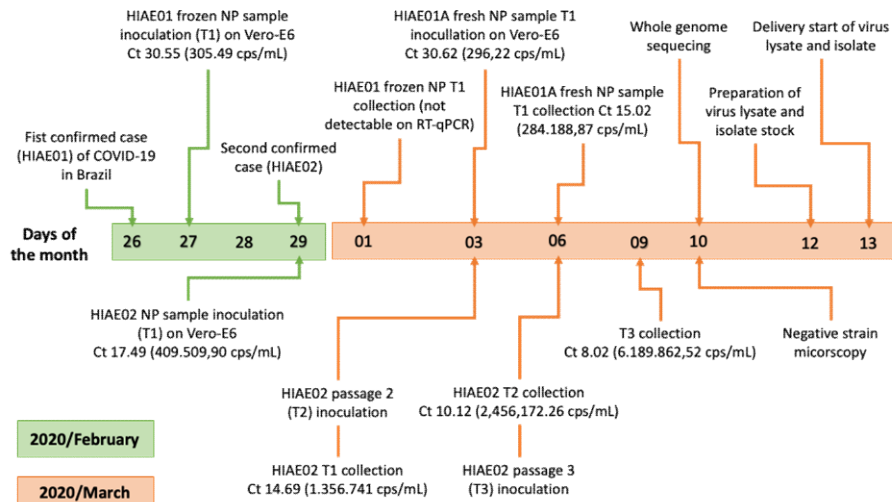 HIAE01 frozen NP sample
inoculation (T1) on Vero-E6
Ct 30.55 (305.49 cps/mL)
HIAE01A fresh NP sample T1
inocullation on Vero-E6
Ct 30.62 (296,22 cps/mL)
Whole genome
sequecing
Delivery start of virus
lysate and isolate
HIAE01 frozen NP T1
collection (not
detectable on RT-qPCR)
HIAE01A fresh NP sample
T1 collection Ct 15.02
(284.188,87 cps/mL)
Preparation of
virus lysate and
isolate stock
Fist confirmed case
(HIAE01) of COVID-19
in Brazil
Second confirmed
case (HIAE02)
Days of
the month
26
27
28
29
01
03
06
09
10
12
13
HIAE02 NP sample inoculation
(T1) on Vero-E6
Ct 17.49 (409.509,90 cps/mL)
T3 collection
Ct 8.02 (6.189.862,52 cps/mL)
Negative strain
micorscopy
HIAE02 passage 2
(T2) inoculation
HIAE02 T2 collection
Ct 10.12 (2,456,172.26 cps/mL)
HIAE02 T1 collection
Ct 14.69 (1.356.741 cps/mL)
HIAE02 passage 3
(T3) inoculation
2020/February
2020/March